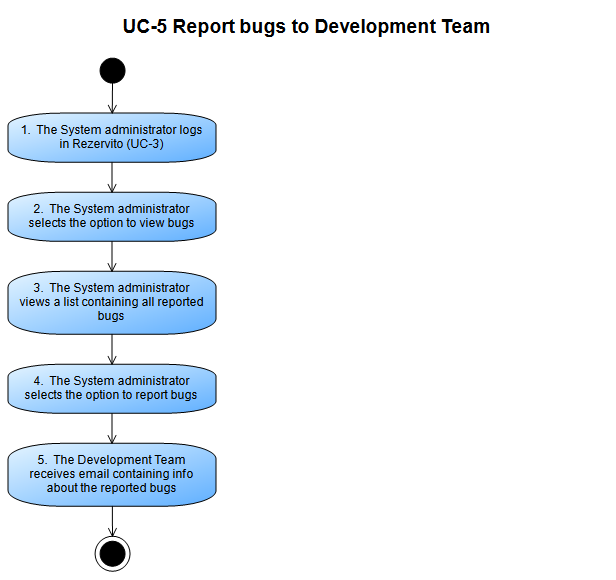 UC-5 Report bugs to Development Team
1. The System administrator logs
in Rezervito (UC-3)
2. The System administrator
selects the option to view bugs
3. The System administrator
views a list containing all reported
bugs
4. The System administrator
selects the option to report bugs
5. The Development Team
receives email containing info
about the reported bugs